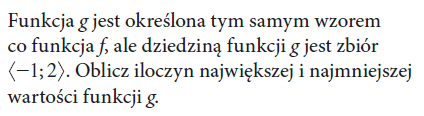 Funkcja g jest określona tym samym wzorem
co funkcja f, ale dziedziną funkcji g jest zbiór
⟨−1; 2⟩. Oblicz iloczyn największej i najmniejszej
wartości funkcji g.